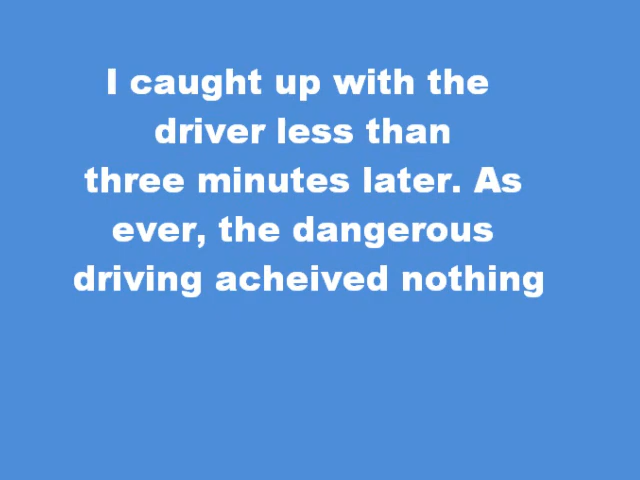 I caught up with the
driver less than
three minutes later. As
ever, the dangerous
driving acheived nothing